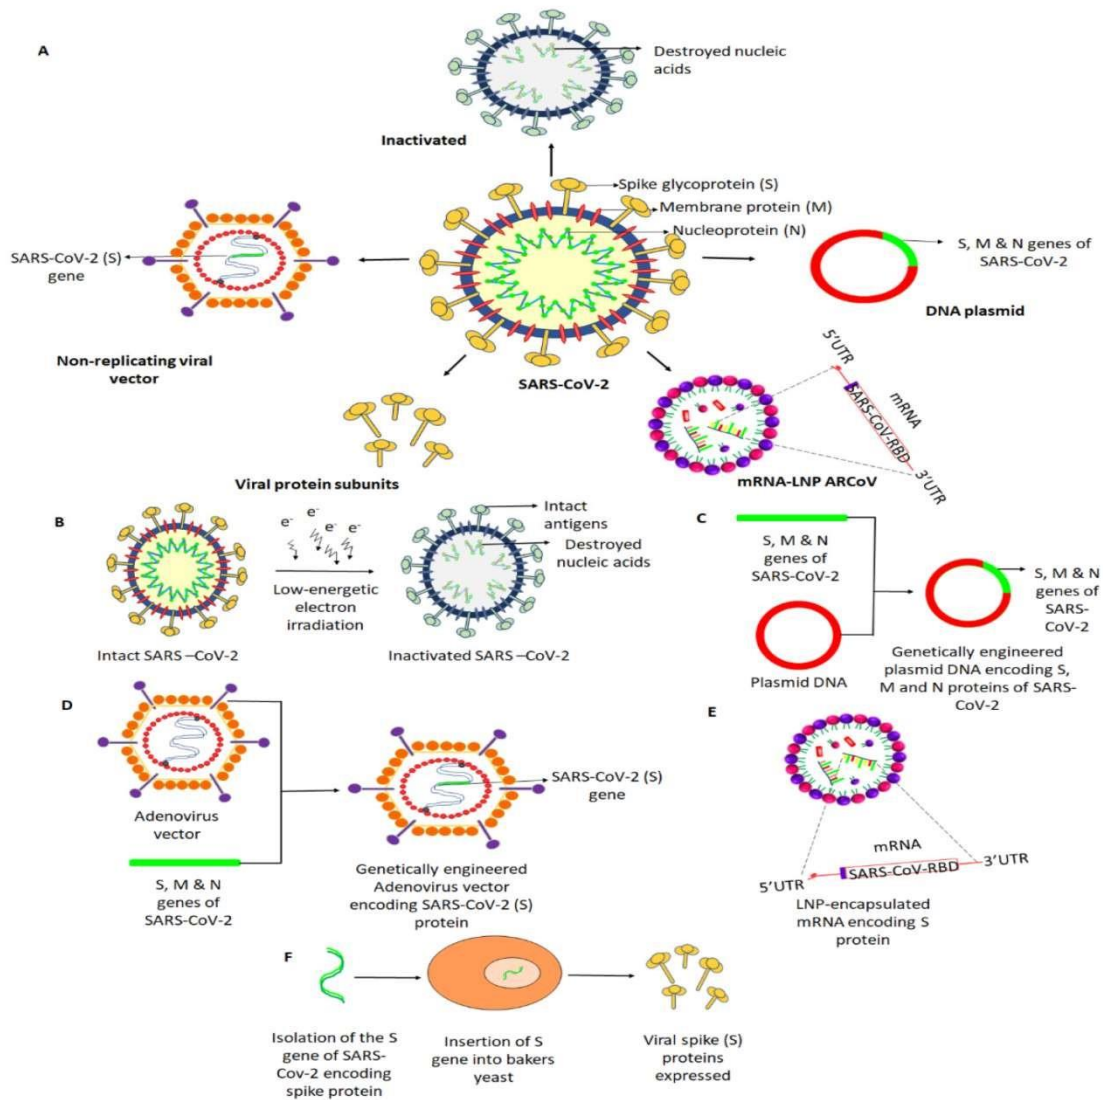 A
Destroyed nucleic
acids
Inactivated
Spike glycoprotein (S)
Membrane protein (M)
Nucleoprotein (N)
SARS-CoV-2 (S)
gene
S, M & N genes of
SARS-CoV-2
DNA plasmid
Non-replicating viral
vector
SARS-CoV-2
5'UTR
mRNA
SARS-CoV-RBD
3'UTR
mRNA-LNP ARCoV
Viral protein subunits
B
e-
e-
e-
e-
Low-energetic
electron
irradiation
Intact
antigens
Destroyed
nucleic acids
Intact SARS –CoV-2
Inactivated SARS –CoV-2
C
S, M & N
genes of
SARS-CoV-2
Plasmid DNA
S, M & N
genes of
SARS-
CoV-2
Genetically engineered
plasmid DNA encoding S,
M and N proteins of SARS-
CoV-2
D
Adenovirus
vector
S, M & N
genes of
SARS-CoV-2
SARS-CoV-2 (S)
gene
Genetically engineered
Adenovirus vector
encoding SARS-CoV-2 (S)
protein
E
mRNA
5'UTR
SARS-CoV-RBD
3'UTR
LNP-encapsulated
mRNA encoding S
protein
F
Isolation of the S
gene of SARS-
Cov-2 encoding
spike protein
Insertion of S
gene into bakers
yeast
Viral spike (S)
proteins
expressed